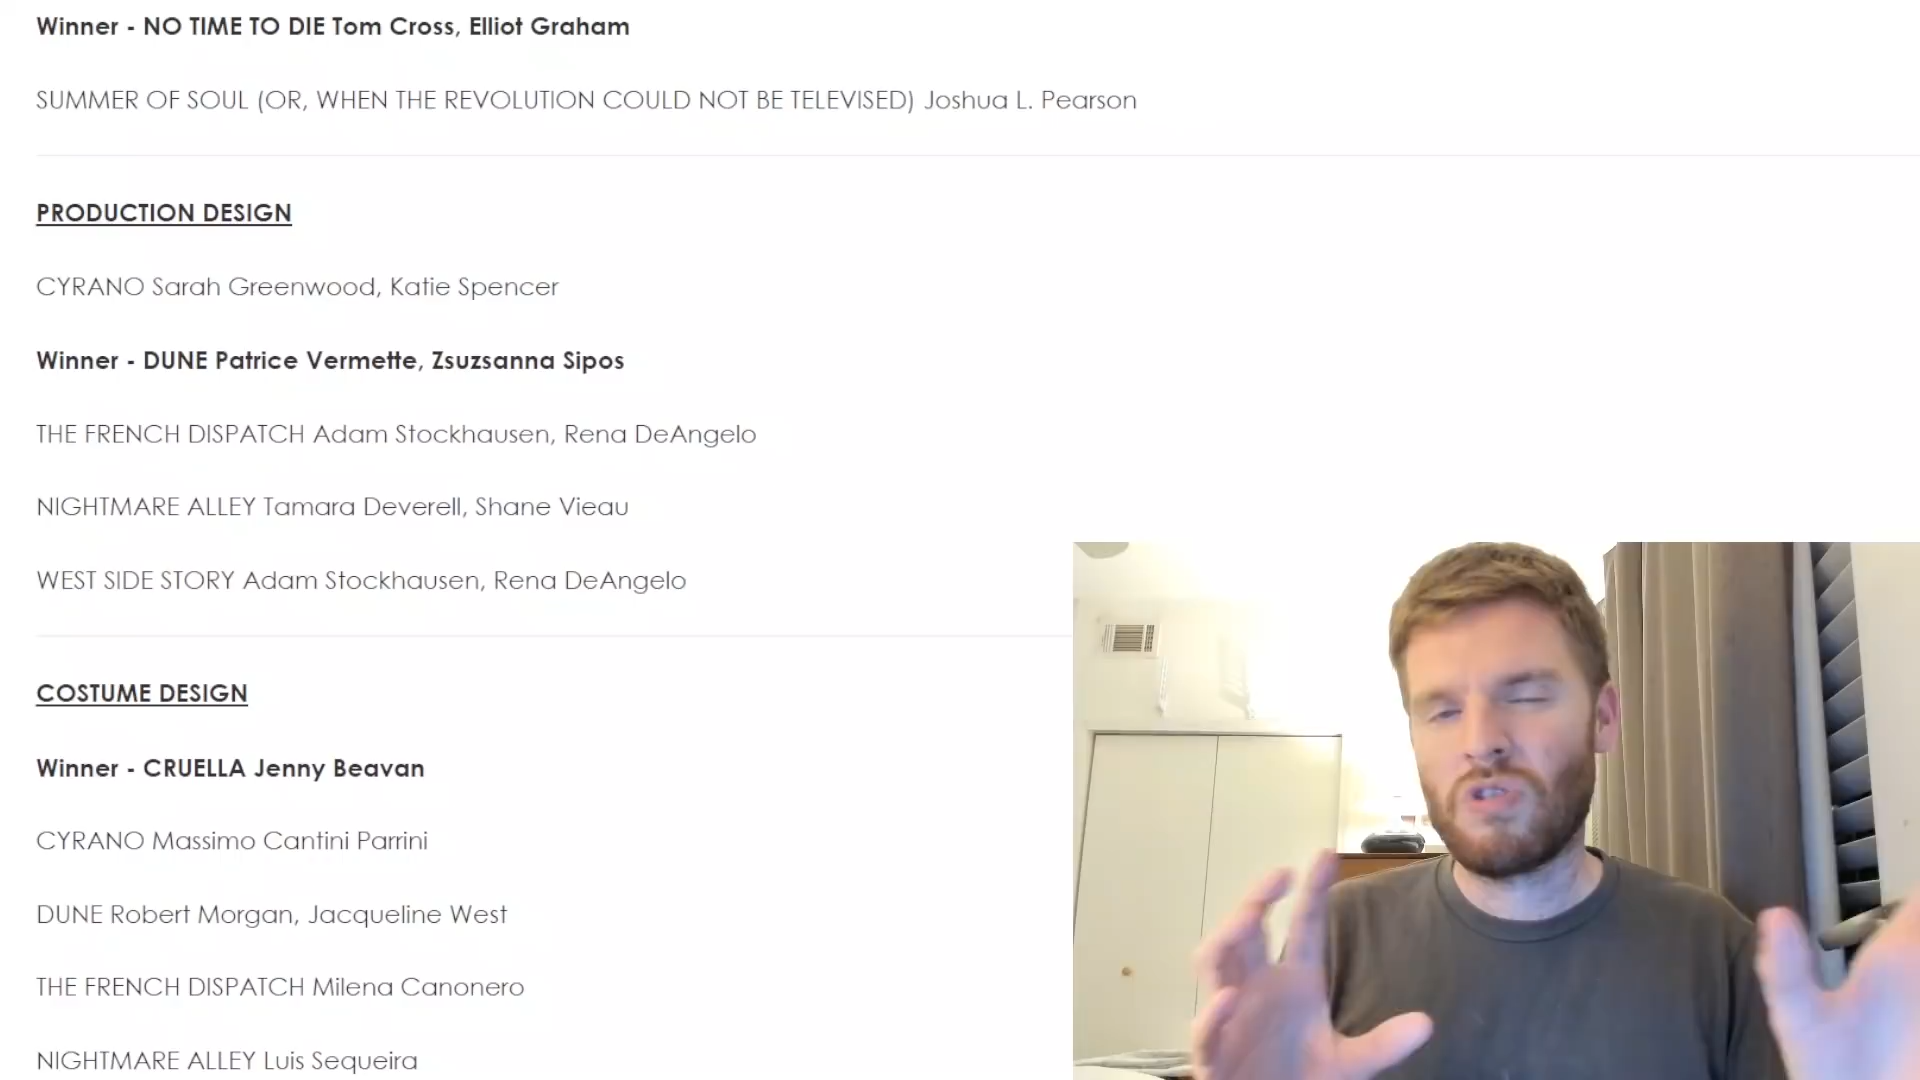 Winner - NO TIME TO DIE Tom Cross, Elliot Graham
SUMMER OF SOUL (OR, WHEN THE REVOLUTION COULD NOT BE TELEVISED) Joshua L. Pearson
PRODUCTION DESIGN
CYRANO Sarah Greenwood, Katie Spencer
Winner - DUNE Patrice Vermette, Zsuzsanna Sipos
THE FRENCH DISPATCH Adam Stockhausen, Rena DeAngelo
NIGHTMARE ALLEY Tamara Deverell, Shane Vieau
WEST SIDE STORY Adam Stockhausen, Rena DeAngelo
COSTUME DESIGN
Winner - CRUELLA Jenny Beavan
CYRANO Massimo Cantini Parrini
DUNE Robert Morgan, Jacqueline West
THE FRENCH DISPATCH Milena Canonero
NIGHTMARE ALLEY Luis Sequeira